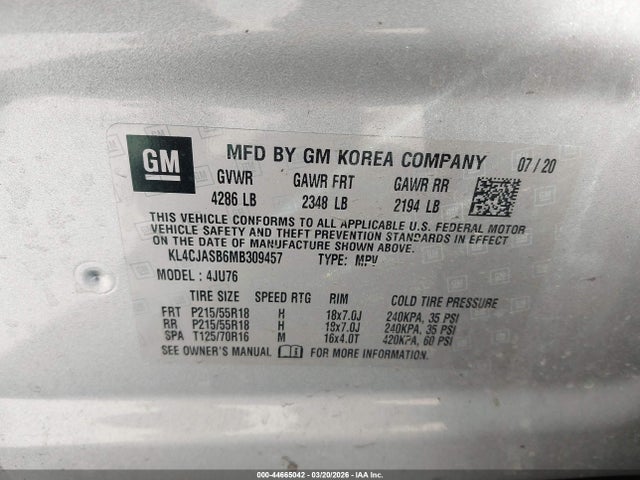 GM
MFD BY GM KOREA COMPANY 07/20
GVWR GAWR FRT GAWR RR
4286 LB 2348 LB 2194 LB
THIS VEHICLE CONFORMS TO ALL APPLICABLE U.S. FEDERAL MOTOR
VEHICLE SAFETY AND THEFT PREVENTION STANDARDS IN EFFECT
ON THE DATE OF MANUFACTURE SHOWN ABOVE.
KL4CJASB6MB309457 TYPE: MPV
MODEL: 4JU76
TIRE SIZE SPEED RTG RIM COLD TIRE PRESSURE
FRT P215/55R18 H 18x7.0J 240KPA, 35 PSI
RR P215/55R18 H 18x7.0J 240KPA, 35 PSI
SPA T125/70R16 M 16x4.0T 420KPA, 60 PSI
SEE OWNER'S MANUAL FOR MORE INFORMATION.
000-44665042 - 03/20/2026 - IAAI.COM